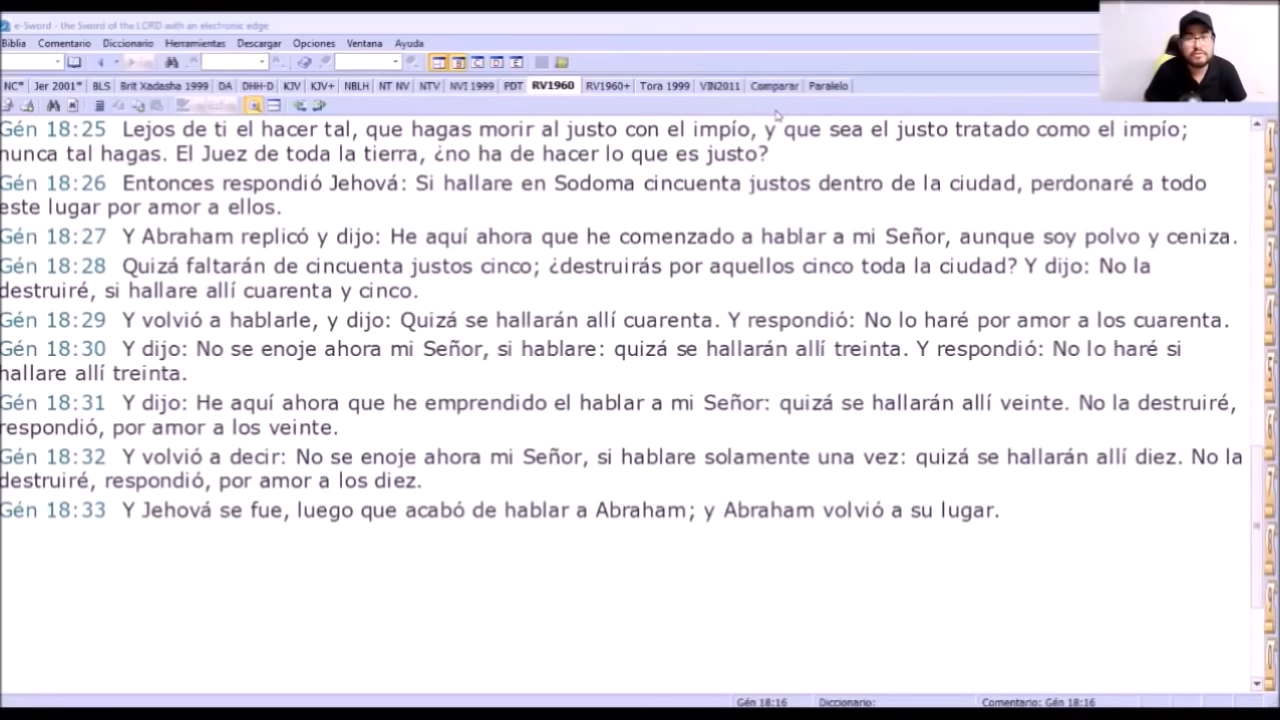 e-Sword - the Sword of the LORD with an electronic edge
Biblia Comentario Diccionario Herramientas Descargar Opciones Ventana Ayuda
NC* Jer 2001* BLS Brit Xadasha 1999 DA DHH-D KJV KJV+ NBLH NT NV NTV NVI 1999 PDT RV1960 RV1960+ Tora 1999 VIN2011 Comparar Paralelo
Gén 18:25 Lejos de ti el hacer tal, que hagas morir al justo con el impío, y que sea el justo tratado como el impío;
nunca tal hagas. El Juez de toda la tierra, ¿no ha de hacer lo que es justo?
Gén 18:26 Entonces respondió Jehová: Si hallare en Sodoma cincuenta justos dentro de la ciudad, perdonaré a todo
este lugar por amor a ellos.
Gén 18:27 Y Abraham replicó y dijo: He aquí ahora que he comenzado a hablar a mi Señor, aunque soy polvo y ceniza.
Gén 18:28 Quizá faltarán de cincuenta justos cinco; ¿destruirás por aquellos cinco toda la ciudad? Y dijo: No la
destruiré, si hallare allí cuarenta y cinco.
Gén 18:29 Y volvió a hablarle, y dijo: Quizá se hallarán allí cuarenta. Y respondió: No lo haré por amor a los cuarenta.
Gén 18:30 Y dijo: No se enoje ahora mi Señor, si hablare: quizá se hallarán allí treinta. Y respondió: No lo haré si
hallare allí treinta.
Gén 18:31 Y dijo: He aquí ahora que he emprendido el hablar a mi Señor: quizá se hallarán allí veinte. No la destruiré,
respondió, por amor a los veinte.
Gén 18:32 Y volvió a decir: No se enoje ahora mi Señor, si hablare solamente una vez: quizá se hallarán allí diez. No la
destruiré, respondió, por amor a los diez.
Gén 18:33 Y Jehová se fue, luego que acabó de hablar a Abraham; y Abraham volvió a su lugar.
Gén 18:16 Diccionario: Comentario: Gén 18:16